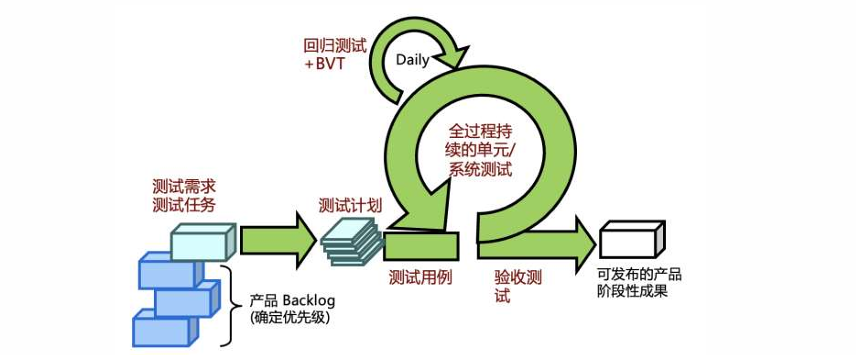 回归测试
+BVT
Daily
全过程持
续的单元/
系统测试
测试需求
测试任务
测试计划
测试用例
验收测
试
可发布的产品
阶段性成果
产品 Backlog
(确定优先级)